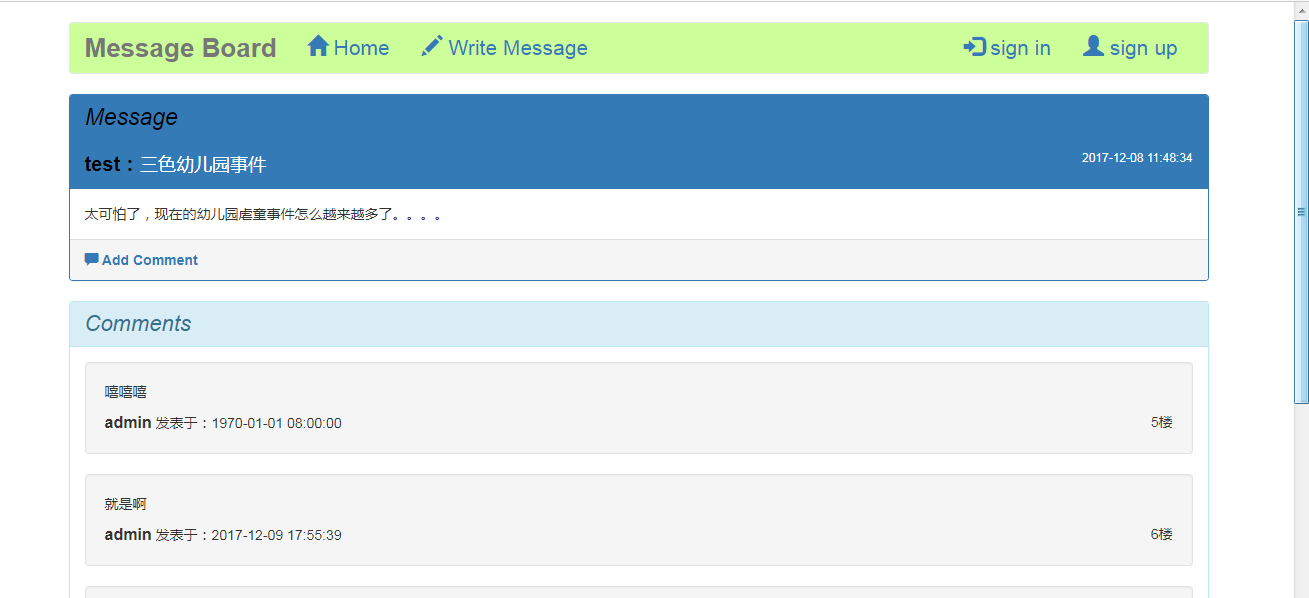 Message Board Home Write Message sign in sign up
Message
test：三色幼儿园事件 2017-12-08 11:48:34
太可怕了，现在的幼儿园虐童事件怎么越来越多了。。。。
Add Comment
Comments
嘻嘻嘻
admin 发表于：1970-01-01 08:00:00 5楼
就是啊
admin 发表于：2017-12-09 17:55:39 6楼